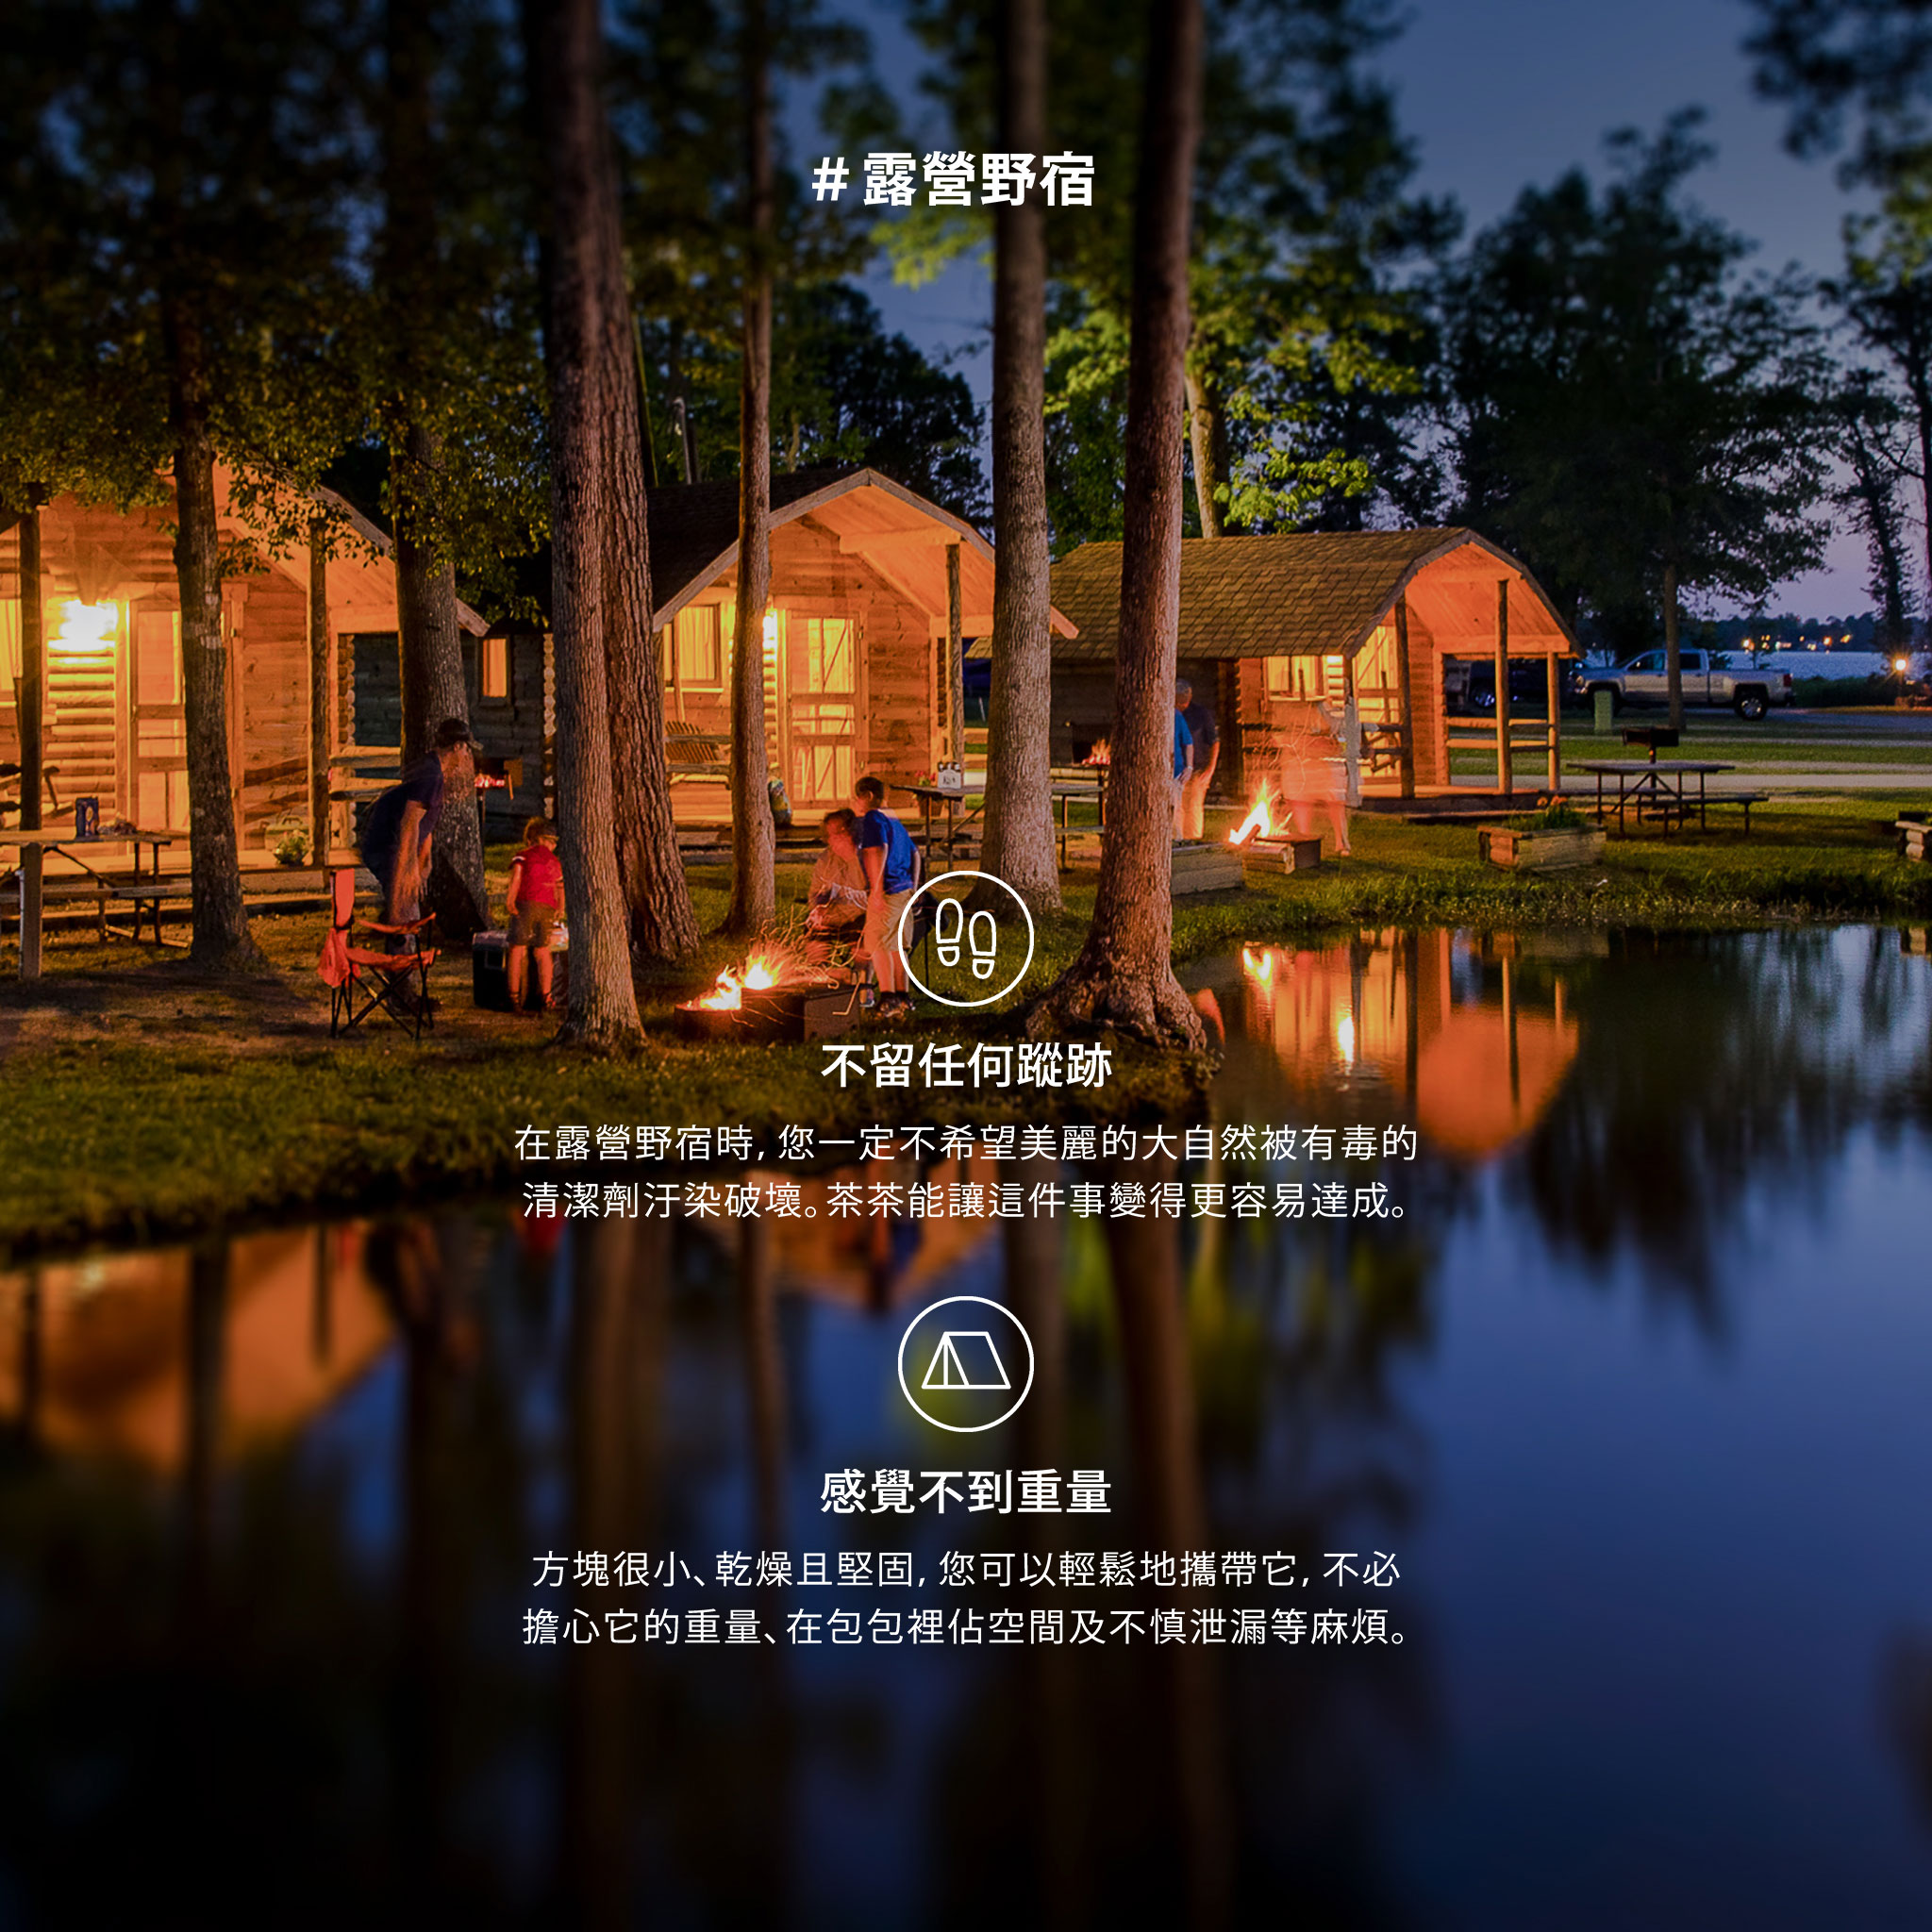 # 露營野宿
不留任何蹤跡
在露營野宿時，您一定不希望美麗的大自然被有毒的
清潔劑汙染破壞。茶茶能讓這件事變得更容易達成。
感覺不到重量
方塊很小、乾燥且堅固，您可以輕鬆地攜帶它，不必
擔心它的重量、在包包裡佔空間及不慎泄漏等麻煩。